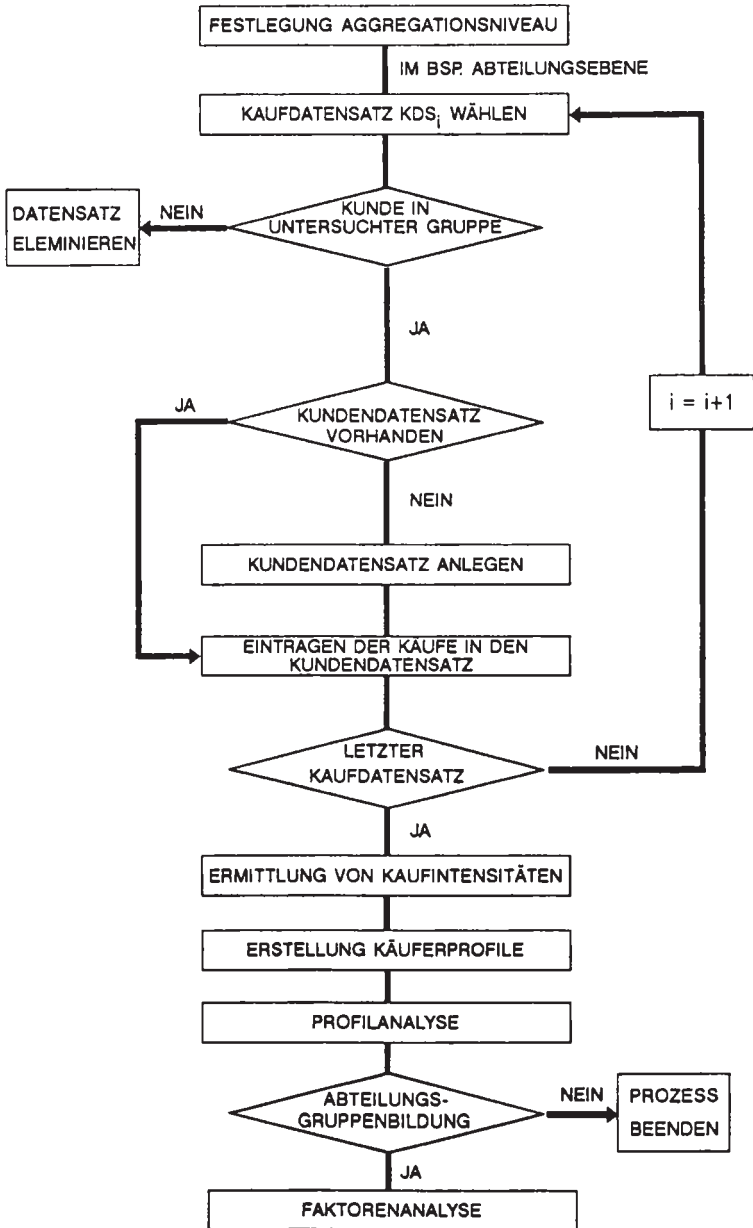 FESTLEGUNG AGGREGATIONSNIVEAU
IM BSP. ABTEILUNGSEBENE
KAUFDATENSATZ KDSi WÄHLEN
KUNDE IN
UNTERSUCHTER GRUPPE
NEIN
DATENSATZ
ELEMINIEREN
JA
i = i+1
JA
KUNDENDATENSATZ
VORHANDEN
NEIN
KUNDENDATENSATZ ANLEGEN
EINTRAGEN DER KÄUFE IN DEN
KUNDENDATENSATZ
LETZTER
KAUFDATENSATZ
NEIN
JA
ERMITTLUNG VON KAUFINTENSITÄTEN
ERSTELLUNG KÄUFERPROFILE
PROFILANALYSE
ABTEILUNGS-
GRUPPENBILDUNG
NEIN
PROZESS
BEENDEN
JA
FAKTORENANALYSE